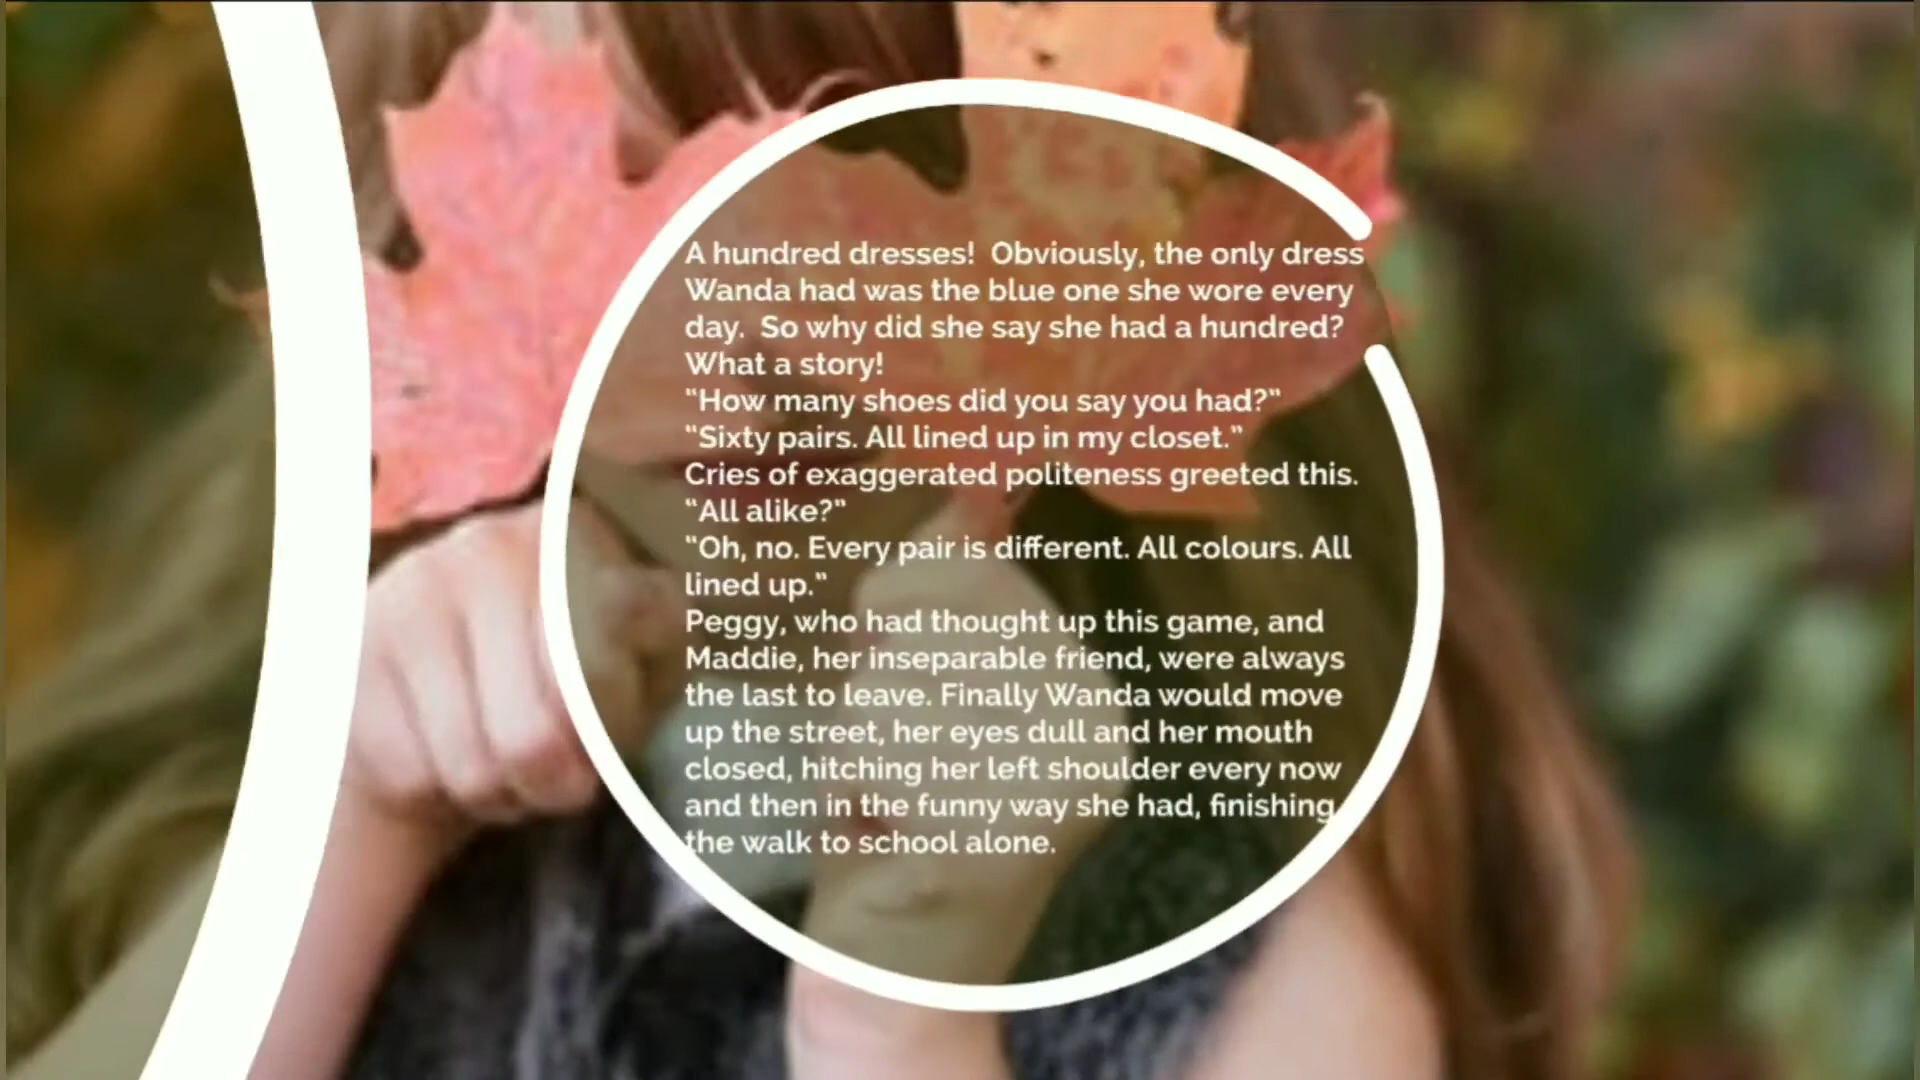 A hundred dresses!  Obviously, the only dress
Wanda had was the blue one she wore every
day.  So why did she say she had a hundred?
What a story!
“How many shoes did you say you had?”
“Sixty pairs. All lined up in my closet.”
Cries of exaggerated politeness greeted this.
“All alike?”
“Oh, no. Every pair is different. All colours. All
lined up.”
Peggy, who had thought up this game, and
Maddie, her inseparable friend, were always
the last to leave. Finally Wanda would move
up the street, her eyes dull and her mouth
closed, hitching her left shoulder every now
and then in the funny way she had, finishing
the walk to school alone.